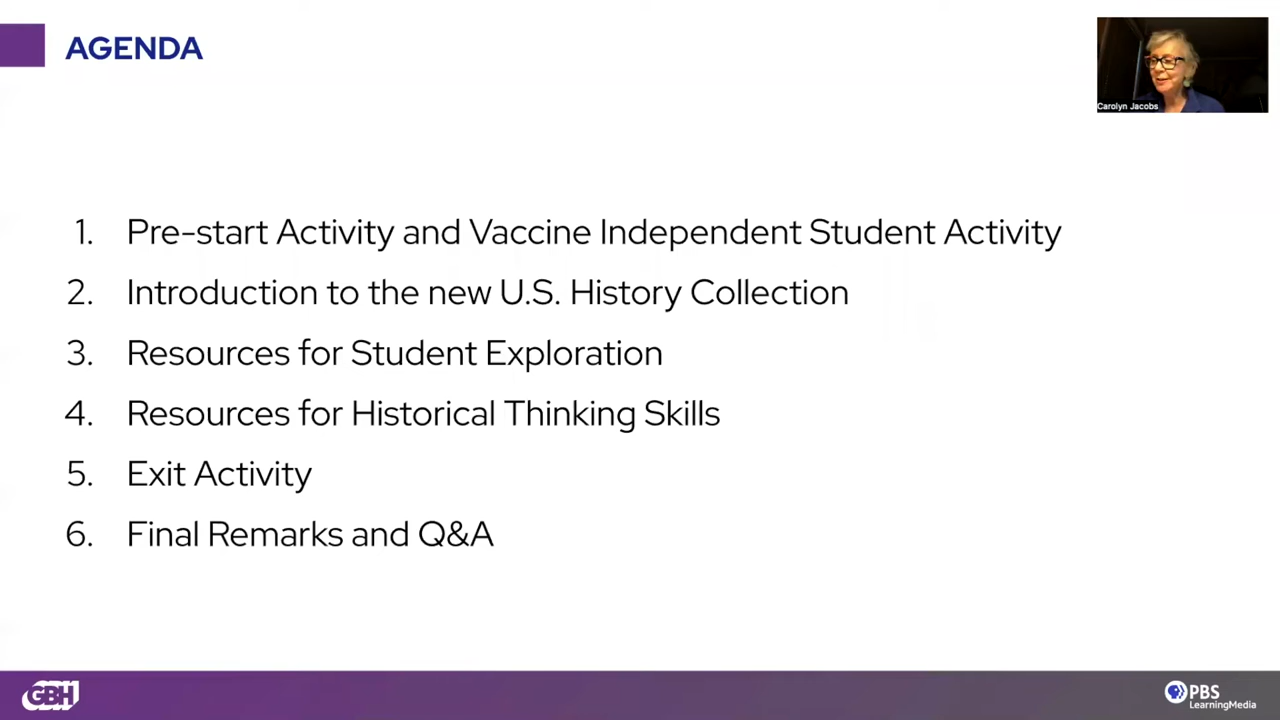 AGENDA
Carolyn Jacobs
1. Pre-start Activity and Vaccine Independent Student Activity
2. Introduction to the new U.S. History Collection
3. Resources for Student Exploration
4. Resources for Historical Thinking Skills
5. Exit Activity
6. Final Remarks and Q&A
GBH
PBS
LearningMedia